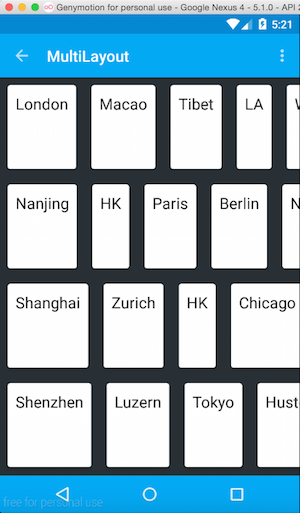 Genymotion for personal use - Google Nexus 4 - 5.1.0 - API 2
5:21
MultiLayout
London Macao Tibet LA
Nanjing HK Paris Berlin N
Shanghai Zurich HK Chicago
Shenzhen Luzern Tokyo Hust
free for personal use